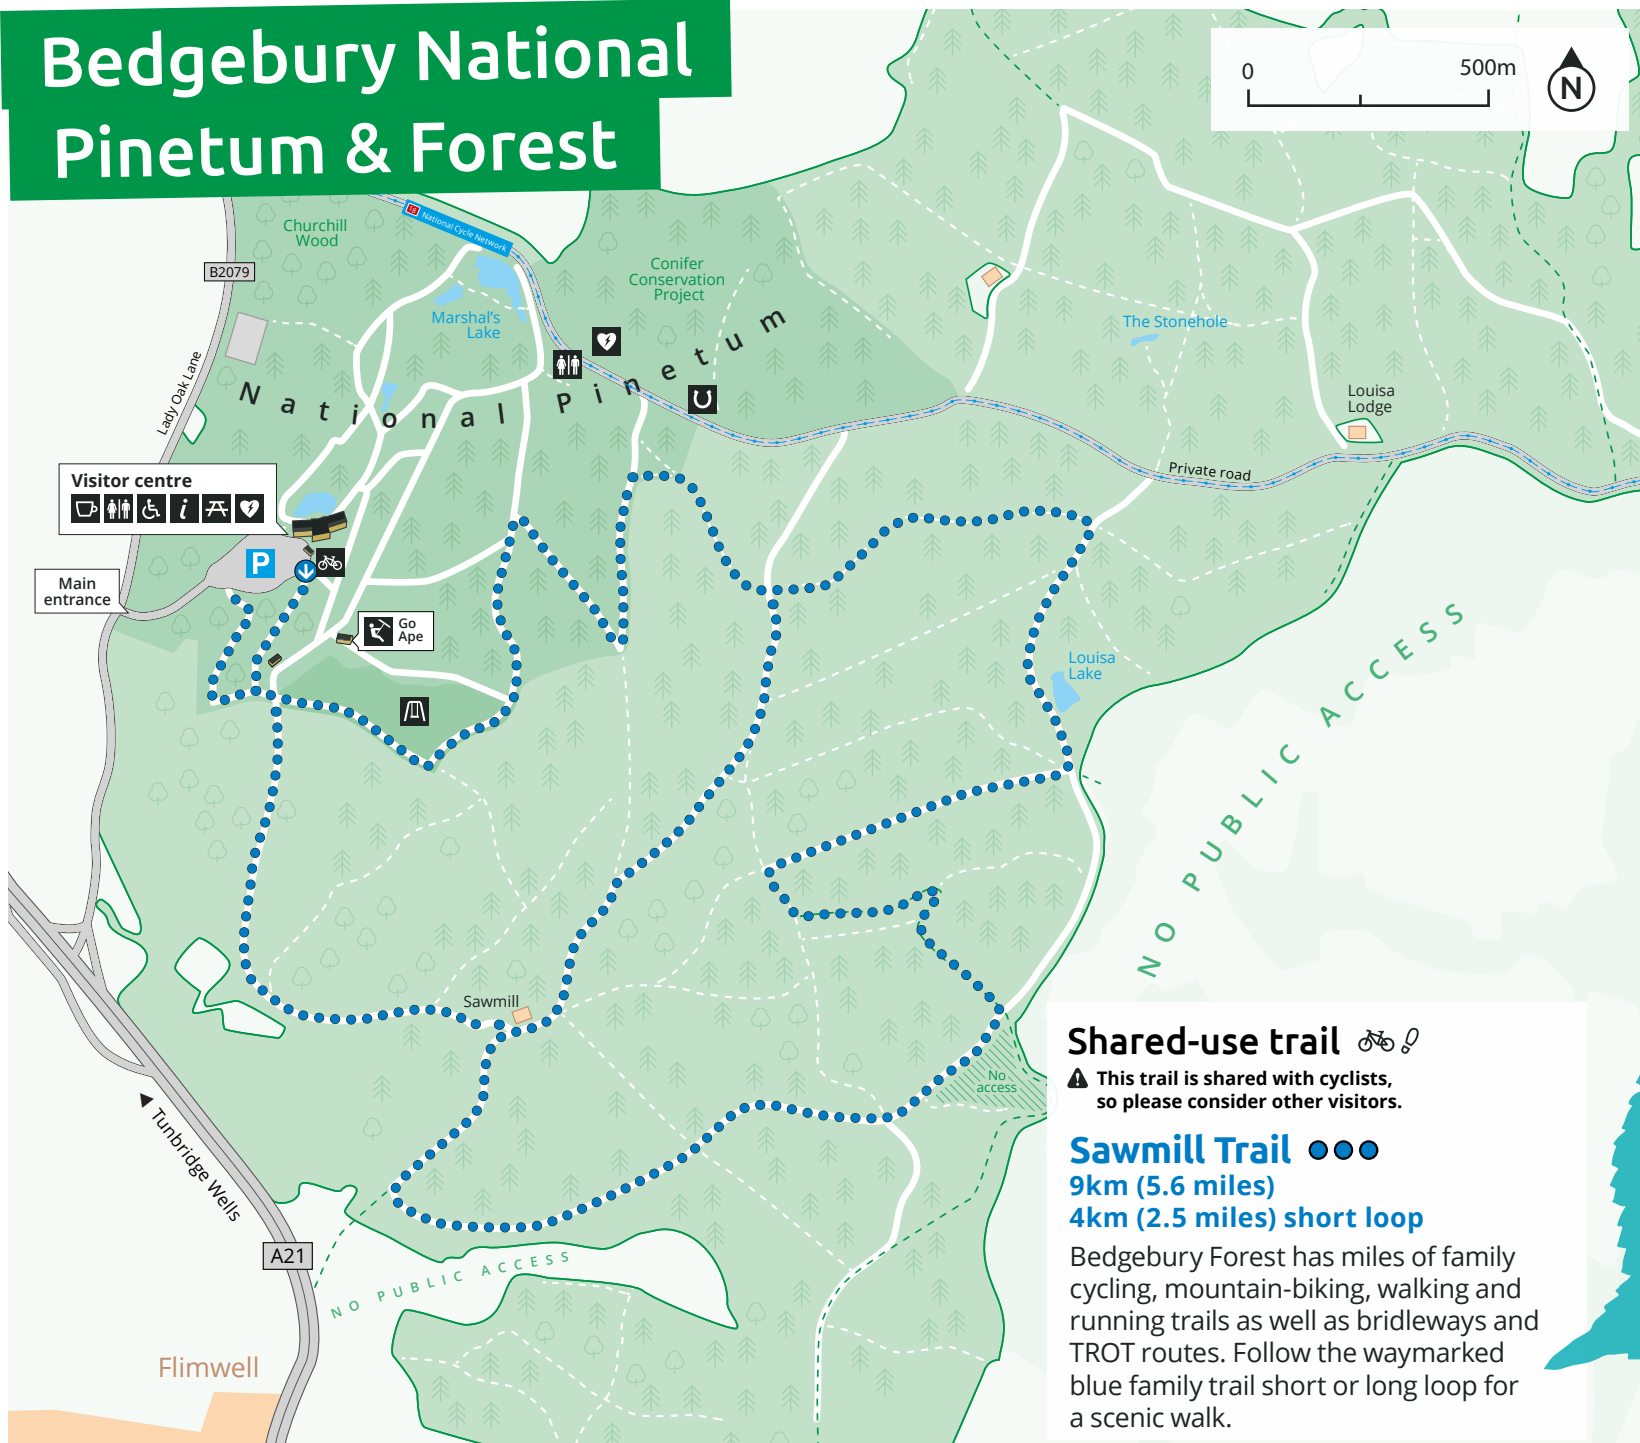 Bedgebury National
Pinetum & Forest
0
500m
N
Churchill
Wood
18 National Cycle Network
B2079
Conifer
Conservation
Project
Marshal's
Lake
The Stonehole
Lady Oak Lane
National Pinetum
Louisa
Lodge
Private road
Visitor centre
i
P
Main
entrance
Go
Ape
Louisa
Lake
NO PUBLIC ACCESS
Sawmill
No
access
Tunbridge Wells
A21
NO PUBLIC ACCESS
Flimwell
Shared-use trail
This trail is shared with cyclists,
so please consider other visitors.
Sawmill Trail
9km (5.6 miles)
4km (2.5 miles) short loop
Bedgebury Forest has miles of family
cycling, mountain-biking, walking and
running trails as well as bridleways and
TROT routes. Follow the waymarked
blue family trail short or long loop for
a scenic walk.